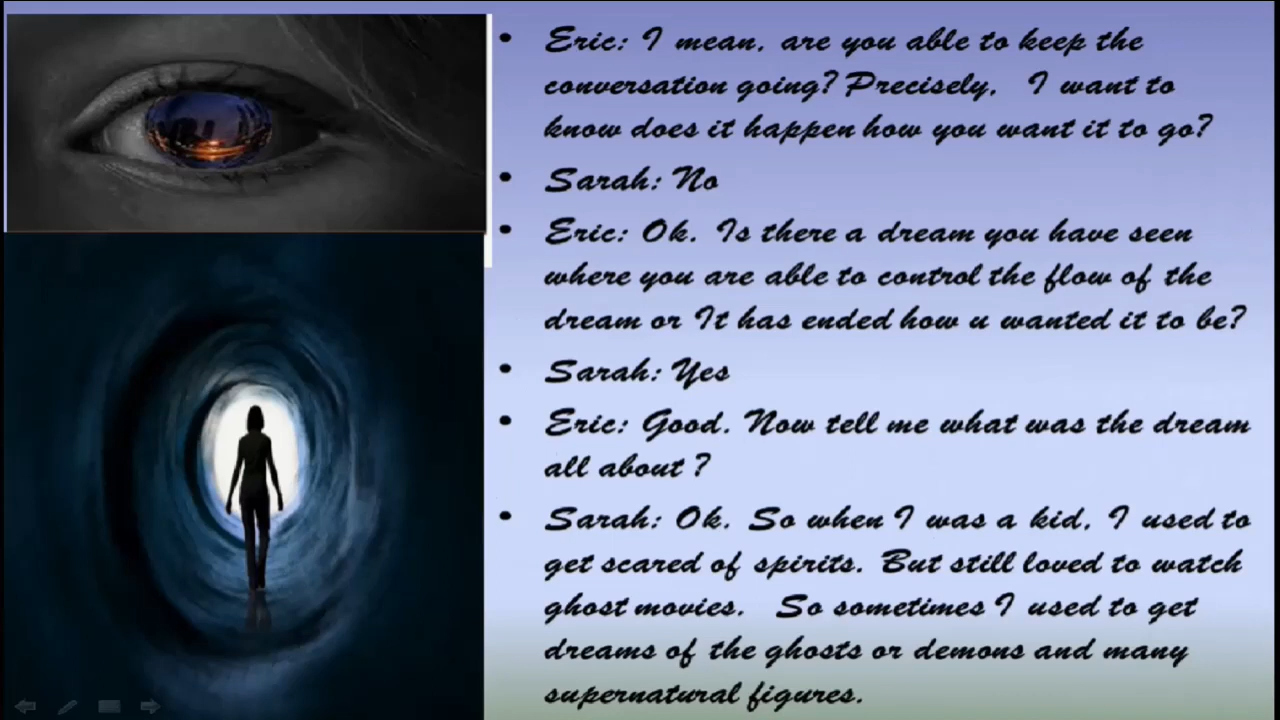 • Eric: I mean, are you able to keep the
conversation going? Precisely, I want to
know does it happen how you want it to go?
• Sarah: No
• Eric: Ok. Is there a dream you have seen
where you are able to control the flow of the
dream or It has ended how u wanted it to be?
• Sarah: Yes
• Eric: Good. Now tell me what was the dream
all about ?
• Sarah: Ok. So when I was a kid, I used to
get scared of spirits. But still loved to watch
ghost movies. So sometimes I used to get
dreams of the ghosts or demons and many
supernatural figures.